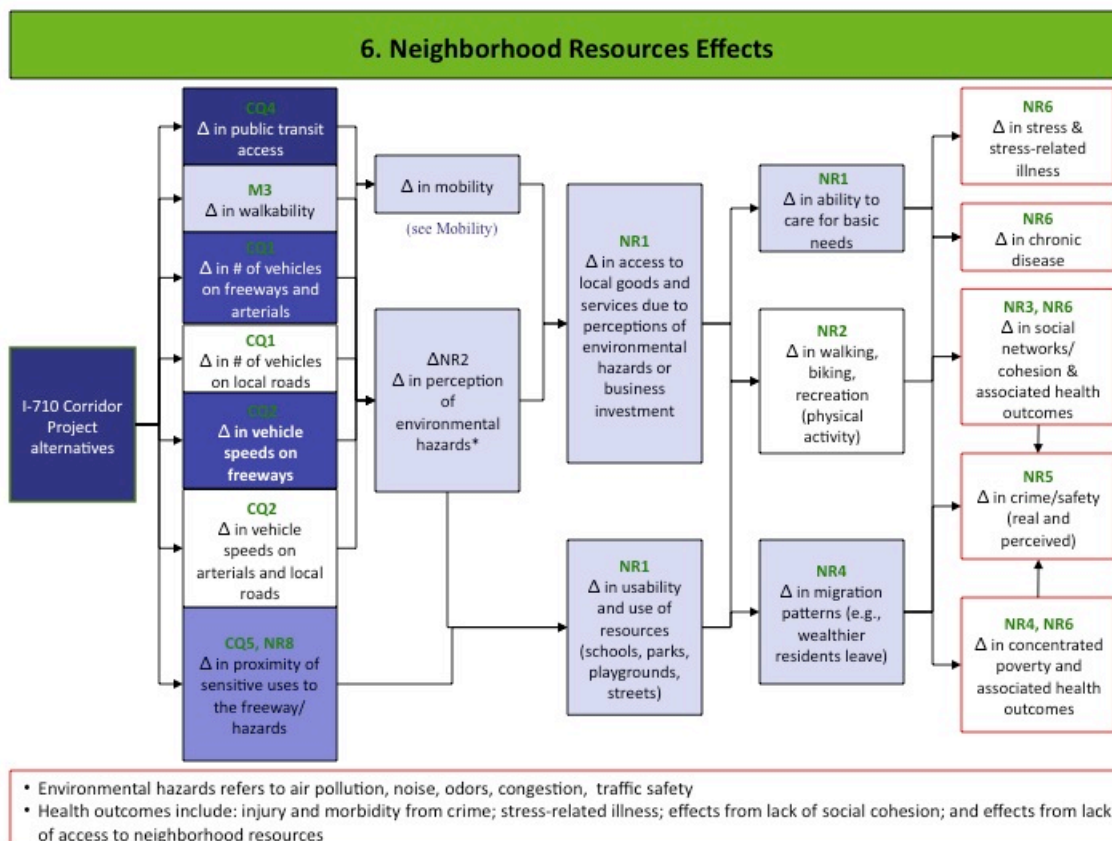 6. Neighborhood Resources Effects
I-710 Corridor
Project
alternatives
CQ4
Δ in public transit
access
M3
Δ in walkability
CQ1
Δ in # of vehicles
on freeways and
arterials
CQ1
Δ in # of vehicles
on local roads
CQ2
Δ in vehicle
speeds on
freeways
CQ2
Δ in vehicle
speeds on
arterials and local
roads
CQ5, NR8
Δ in proximity of
sensitive uses to
the freeway/
hazards
Δ in mobility
(see Mobility)
ΔNR2
Δ in perception
of
environmental
hazards*
NR1
Δ in access to
local goods and
services due to
perceptions of
environmental
hazards or
business
investment
NR1
Δ in usability
and use of
resources
(schools, parks,
playgrounds,
streets)
NR1
Δ in ability to
care for basic
needs
NR2
Δ in walking,
biking,
recreation
(physical
activity)
NR4
Δ in migration
patterns (e.g.,
wealthier
residents leave)
NR6
Δ in stress &
stress-related
illness
NR6
Δ in chronic
disease
NR3, NR6
Δ in social
networks/
cohesion &
associated health
outcomes
NR5
Δ in crime/safety
(real and
perceived)
NR4, NR6
Δ in concentrated
poverty and
associated health
outcomes
• Environmental hazards refers to air pollution, noise, odors, congestion, traffic safety
• Health outcomes include: injury and morbidity from crime; stress-related illness; effects from lack of social cohesion; and effects from lack
of access to neighborhood resources